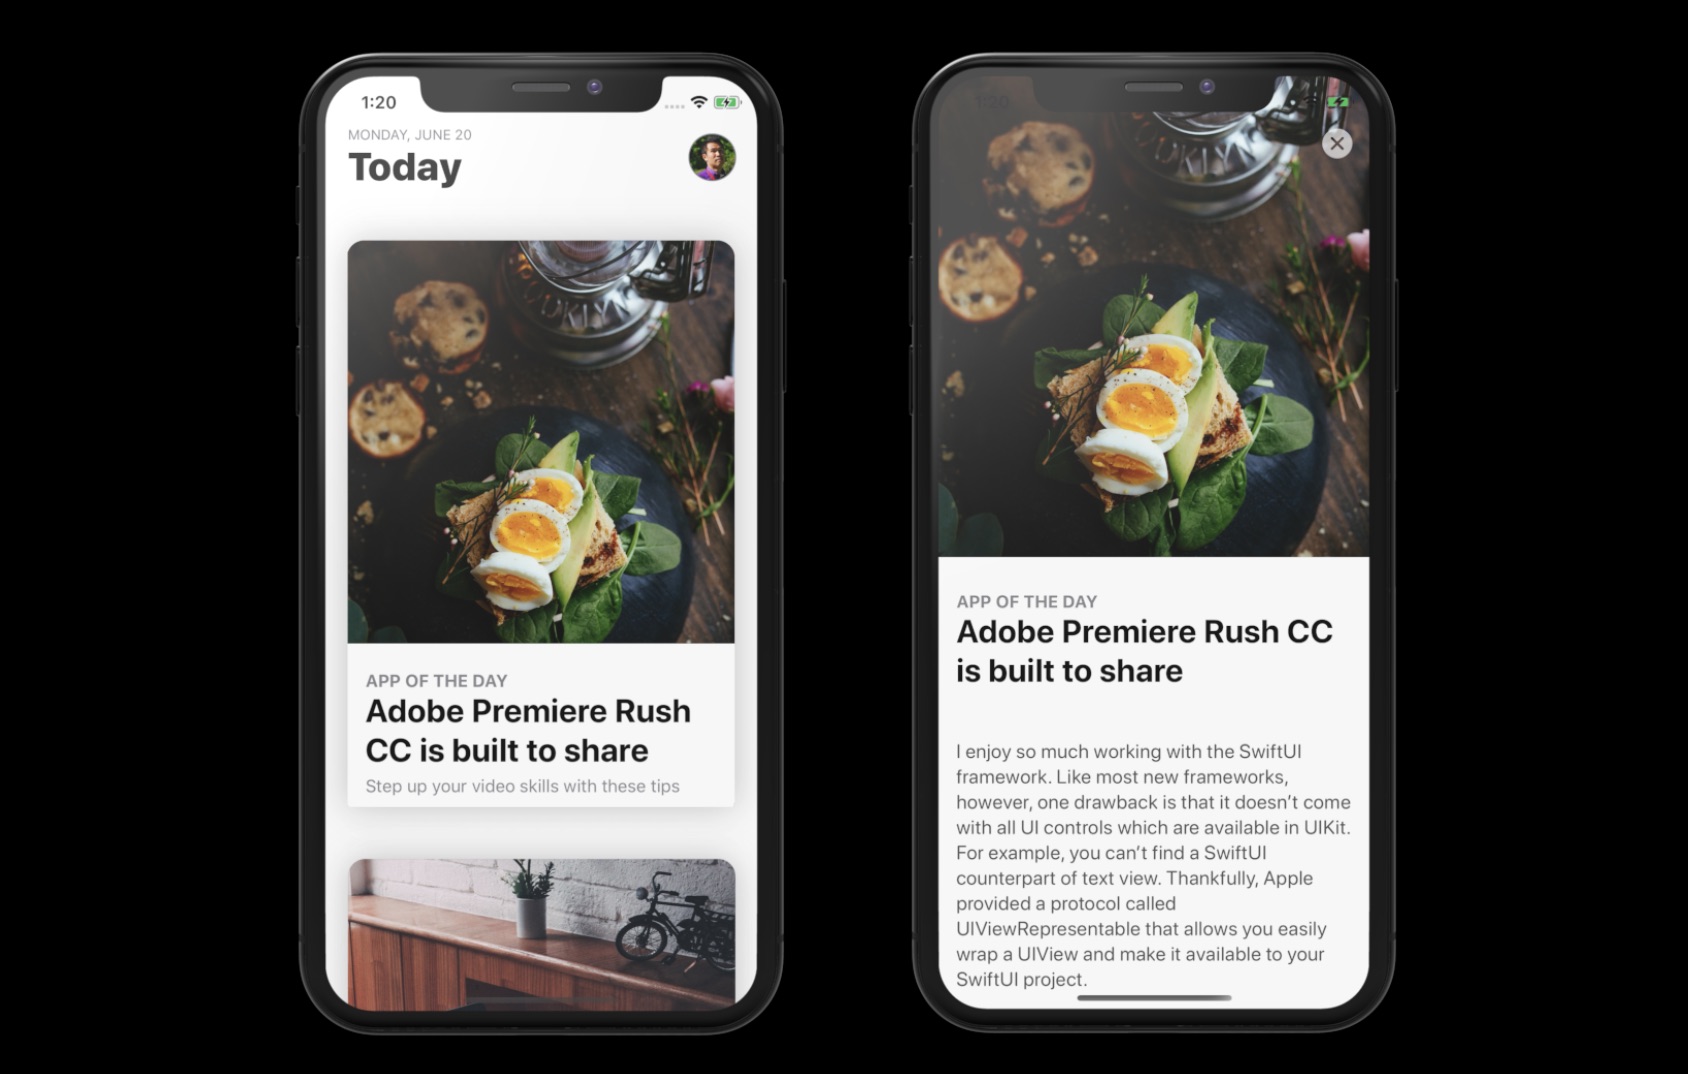 1:20
MONDAY, JUNE 20
Today
APP OF THE DAY
Adobe Premiere Rush
CC is built to share
Step up your video skills with these tips
1:20
APP OF THE DAY
Adobe Premiere Rush CC
is built to share
I enjoy so much working with the SwiftUI
framework. Like most new frameworks,
however, one drawback is that it doesn't come
with all UI controls which are available in UIKit.
For example, you can't find a SwiftUI
counterpart of text view. Thankfully, Apple
provided a protocol called
UIViewRepresentable that allows you easily
wrap a UIView and make it available to your
SwiftUI project.